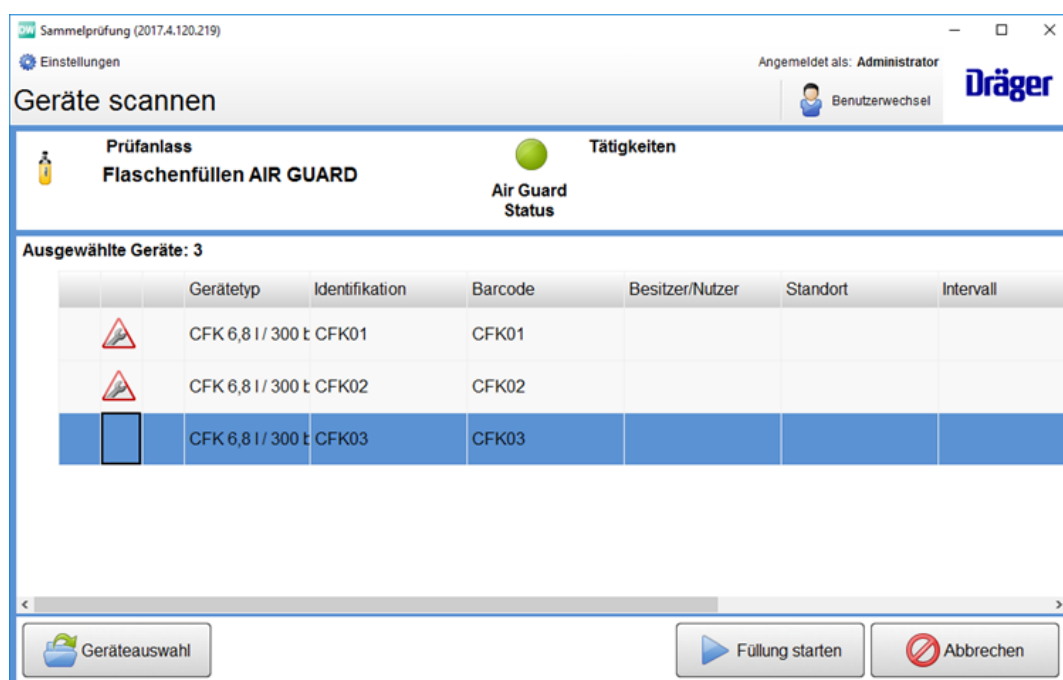 DW Sammelprüfung (2017.4.120.219)
Einstellungen
Angemeldet als: Administrator
Dräger
Geräte scannen
Benutzerwechsel
Prüfanlass
Tätigkeiten
Flaschenfüllen AIR GUARD
Air Guard
Status
Ausgewählte Geräte: 3
Gerätetyp Identifikation Barcode Besitzer/Nutzer Standort Intervall
CFK 6,8 l / 300 b CFK01 CFK01
CFK 6,8 l / 300 b CFK02 CFK02
CFK 6,8 l / 300 b CFK03 CFK03
Geräteauswahl Füllung starten Abbrechen